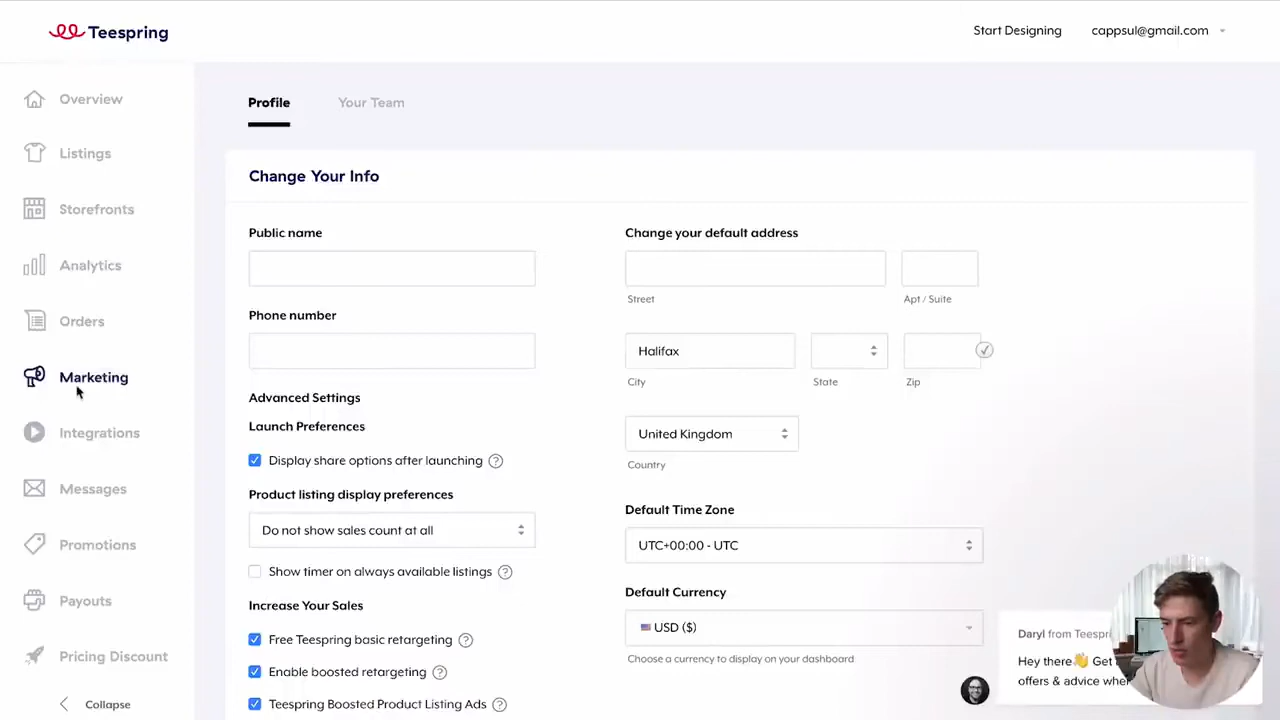 Teespring
Start Designing
cappsul@gmail.com
Overview
Listings
Storefronts
Analytics
Orders
Marketing
Integrations
Messages
Promotions
Payouts
Pricing Discount
Collapse
Profile
Your Team
Change Your Info
Public name
Phone number
Advanced Settings
Launch Preferences
Display share options after launching ?
Product listing display preferences
Do not show sales count at all
Show timer on always available listings ?
Increase Your Sales
Free Teespring basic retargeting ?
Enable boosted retargeting ?
Teespring Boosted Product Listing Ads ?
Change your default address
Street
Apt / Suite
Halifax
City
State
Zip
United Kingdom
Country
Default Time Zone
UTC+00:00 - UTC
Default Currency
USD ($)
Choose a currency to display on your dashboard
Daryl from
Hey there👋 Get
offers & advice